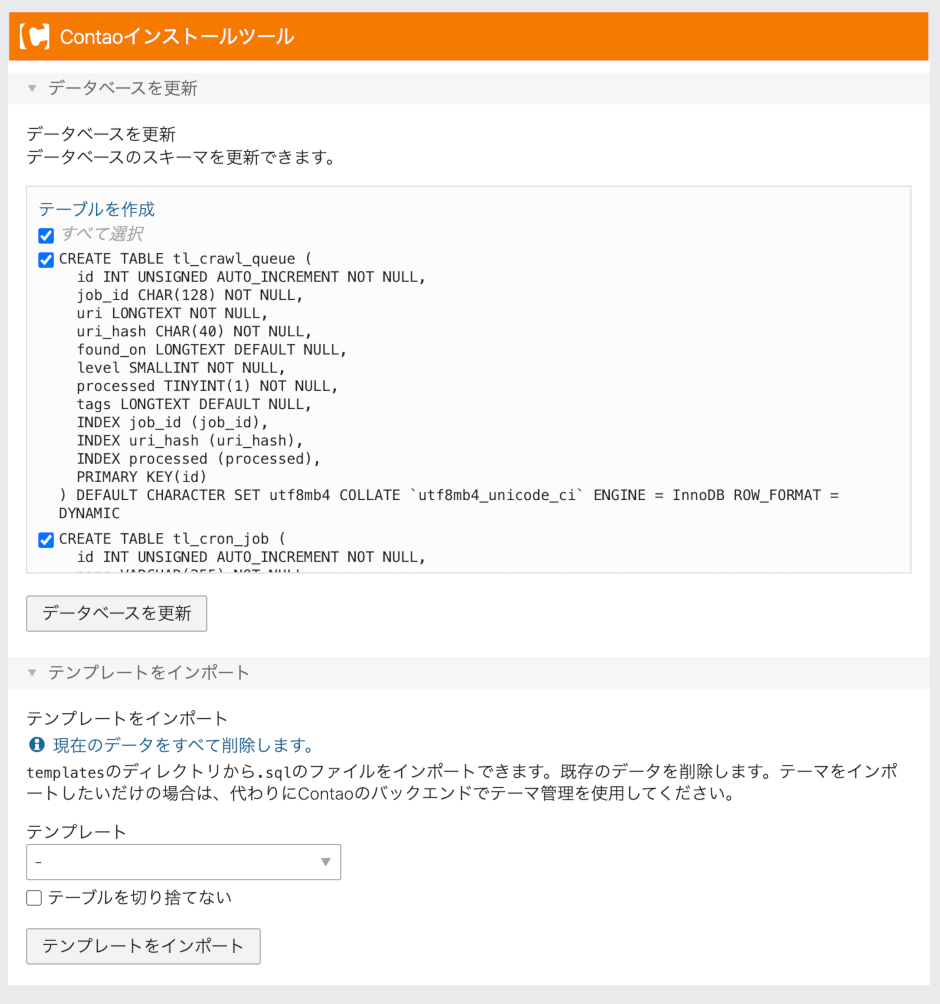 Contaoインストールツール
データベースを更新
データベースを更新
データベースのスキーマを更新できます。
テーブルを作成
すべて選択
CREATE TABLE tl_crawl_queue (
id INT UNSIGNED AUTO_INCREMENT NOT NULL,
job_id CHAR(128) NOT NULL,
uri LONGTEXT NOT NULL,
uri_hash CHAR(40) NOT NULL,
found_on LONGTEXT DEFAULT NULL,
level SMALLINT NOT NULL,
processed TINYINT(1) NOT NULL,
tags LONGTEXT DEFAULT NULL,
INDEX job_id (job_id),
INDEX uri_hash (uri_hash),
INDEX processed (processed),
PRIMARY KEY(id)
) DEFAULT CHARACTER SET utf8mb4 COLLATE `utf8mb4_unicode_ci` ENGINE = InnoDB ROW_FORMAT =
DYNAMIC
CREATE TABLE tl_cron_job (
id INT UNSIGNED AUTO_INCREMENT NOT NULL,
データベースを更新
テンプレートをインポート
テンプレートをインポート
現在のデータをすべて削除します。
templatesのディレクトリから.sqlのファイルをインポートできます。既存のデータを削除します。テーマをインポ
ートしたいだけの場合は、代わりにContaoのバックエンドでテーマ管理を使用してください。
テンプレート
-
テーブルを切り捨てない
テンプレートをインポート